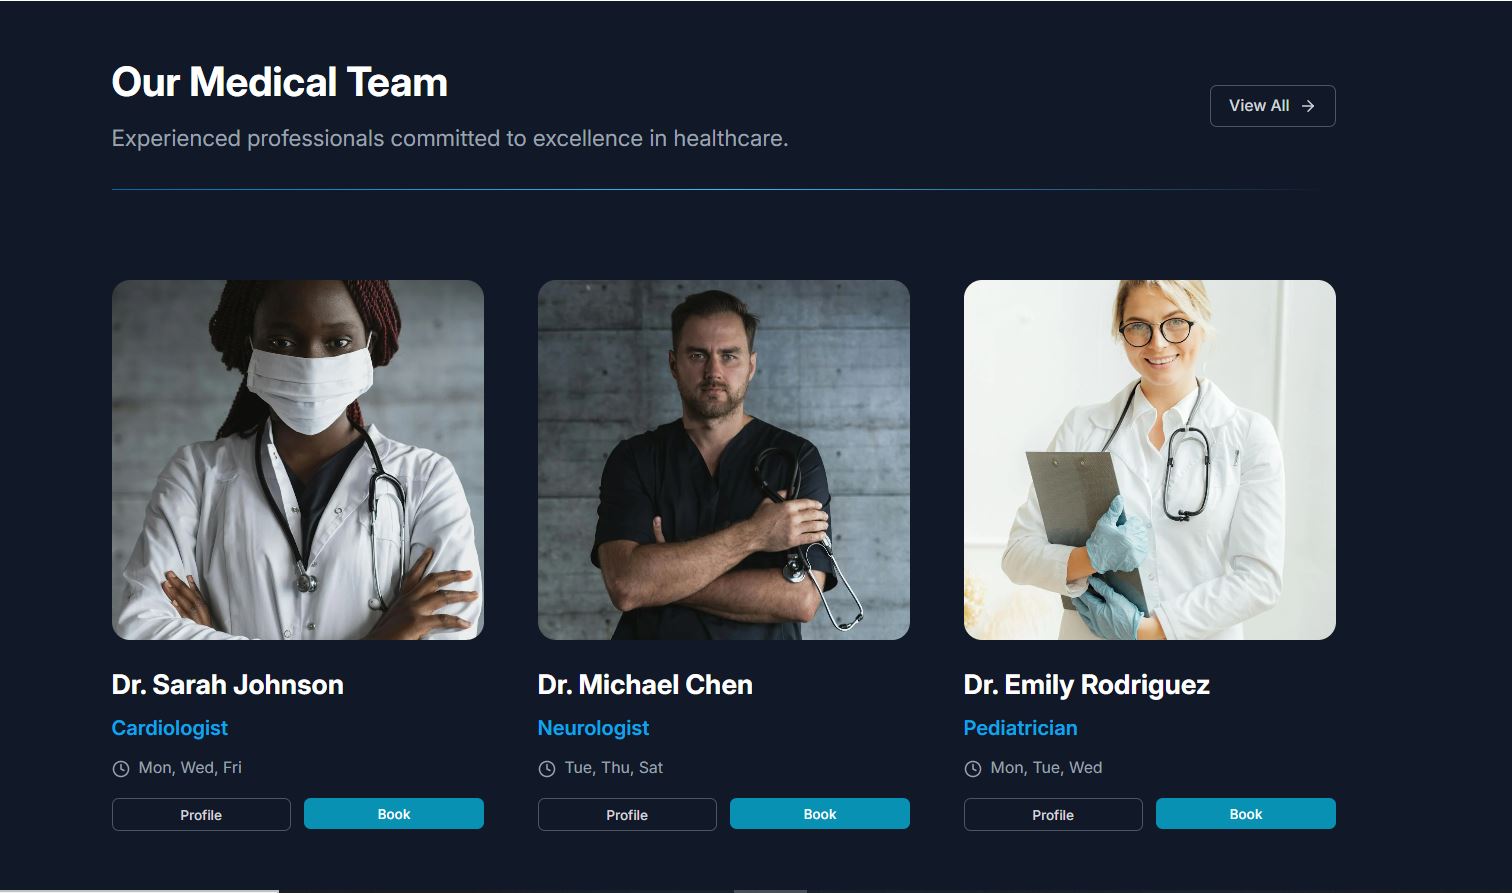 Our Medical Team
Experienced professionals committed to excellence in healthcare.
View All
Dr. Sarah Johnson
Cardiologist
Mon, Wed, Fri
Profile
Book
Dr. Michael Chen
Neurologist
Tue, Thu, Sat
Profile
Book
Dr. Emily Rodriguez
Pediatrician
Mon, Tue, Wed
Profile
Book